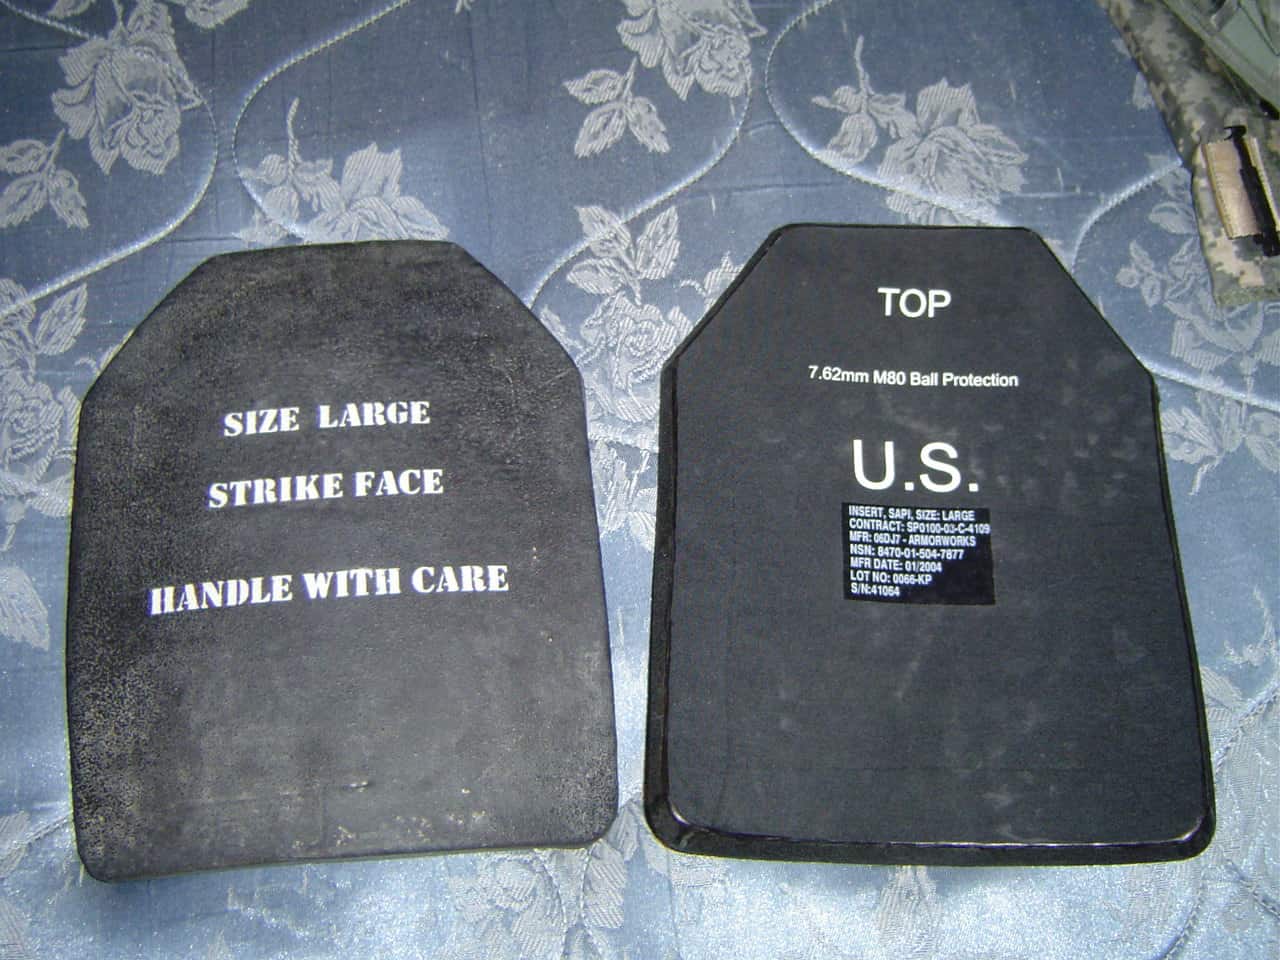 SIZE LARGE
STRIKE FACE
HANDLE WITH CARE
TOP
7.62mm M80 Ball Protection
U.S.
INSERT, SAPI, SIZE: LARGE
CONTRACT: SP0100-03-C-4109
MFR: 06DJ7 - ARMORWORKS
NSN: 8470-01-504-7877
MFR DATE: 01/2004
LOT NO: 0066-KP
S/N:41064